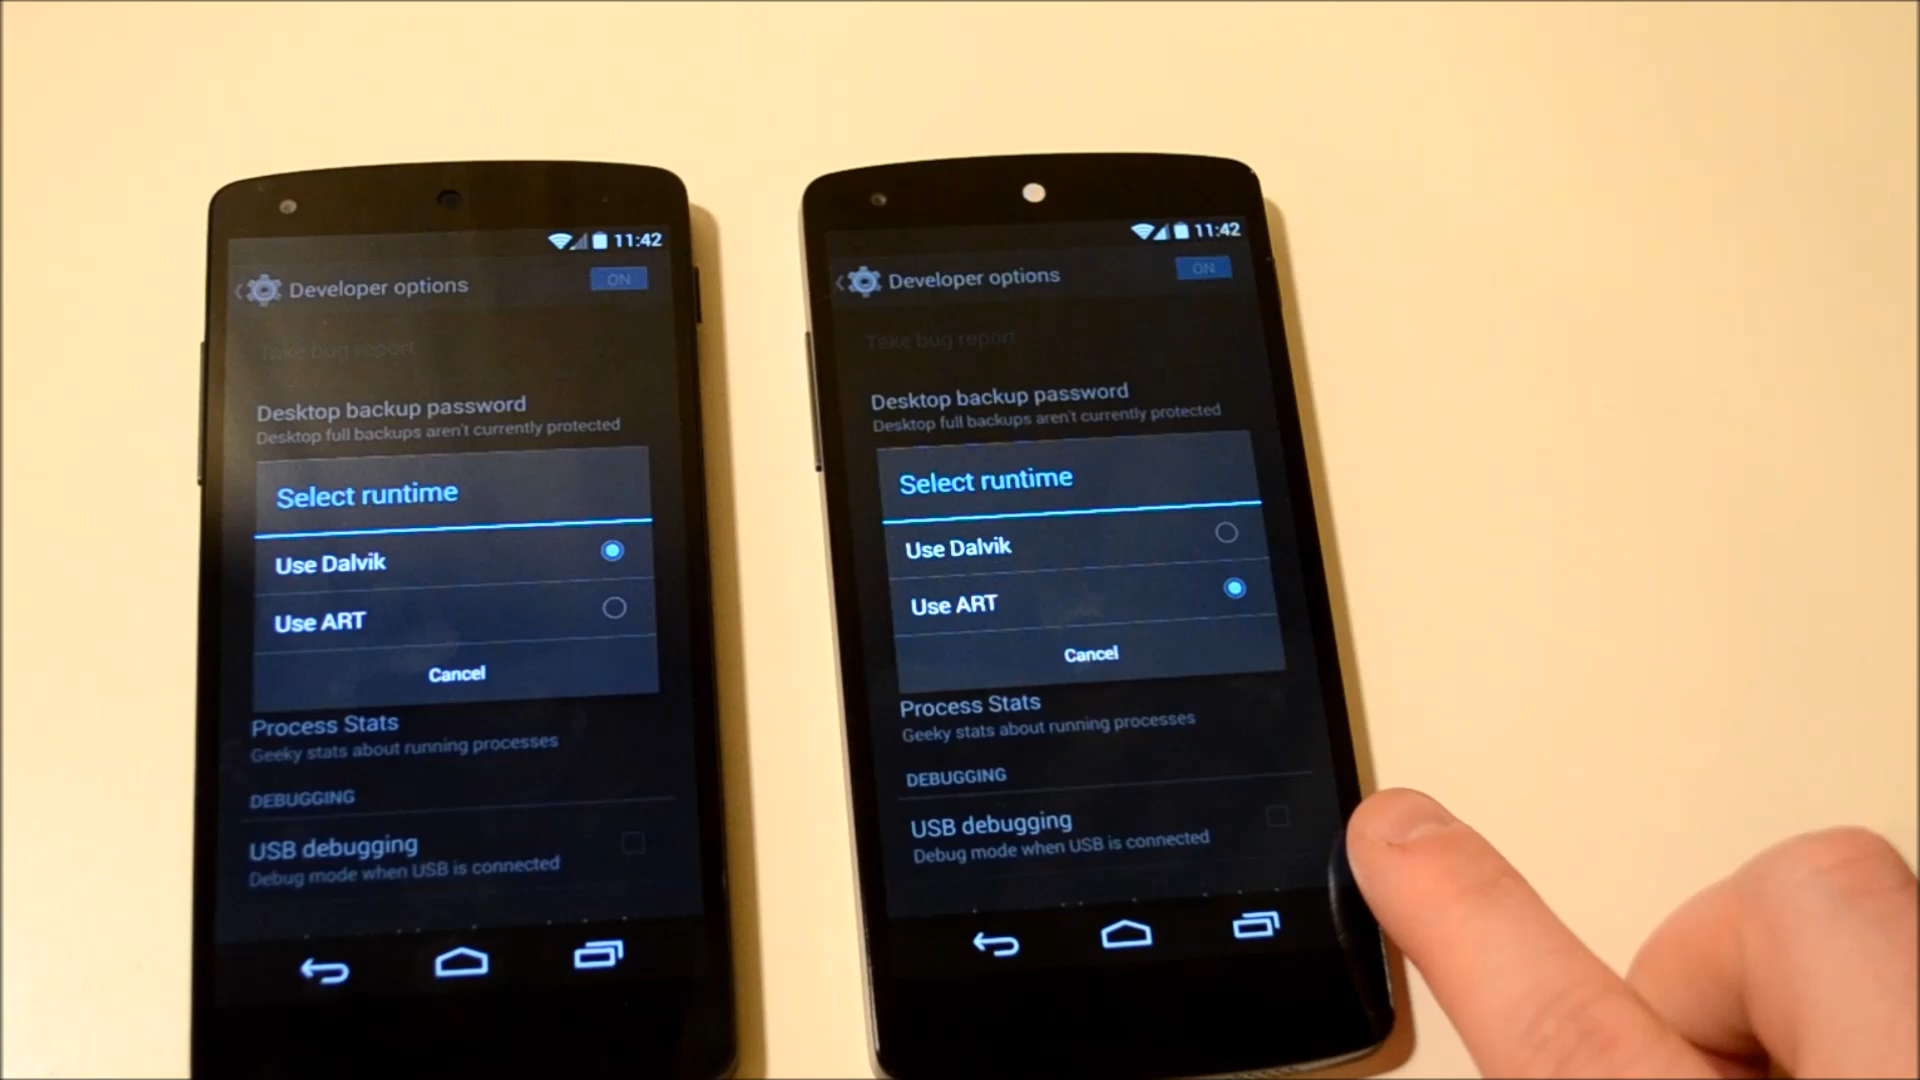 11:42
Developer options
ON
Take bug report
Desktop backup password
Desktop full backups aren't currently protected
Select runtime
Use Dalvik
Use ART
Cancel
Process Stats
Geeky stats about running processes
DEBUGGING
USB debugging
Debug mode when USB is connected
11:42
Developer options
ON
Take bug report
Desktop backup password
Desktop full backups aren't currently protected
Select runtime
Use Dalvik
Use ART
Cancel
Process Stats
Geeky stats about running processes
DEBUGGING
USB debugging
Debug mode when USB is connected